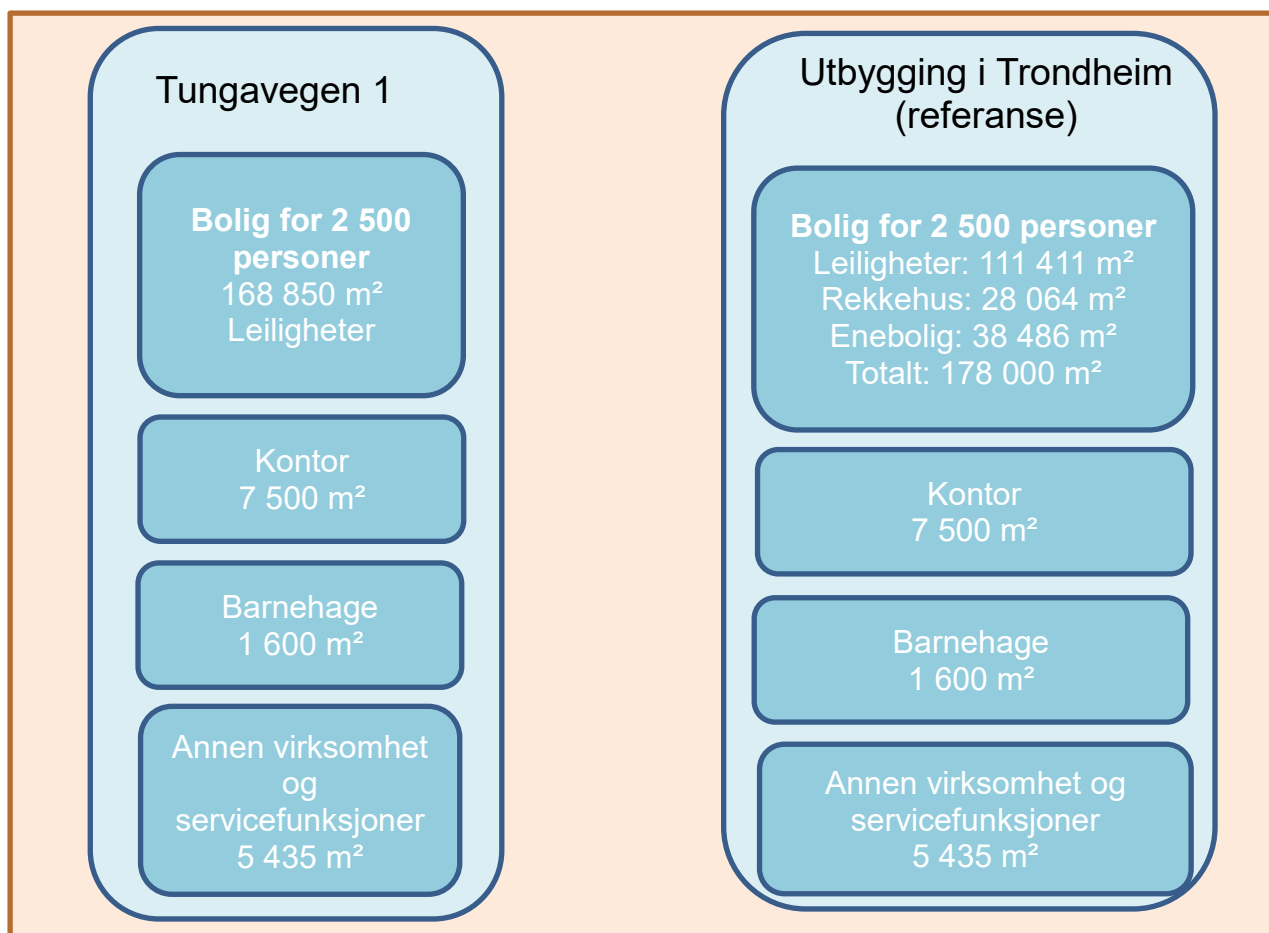 Tungavegen 1
Bolig for 2 500
personer
168 850 m²
Leiligheter
Kontor
7 500 m²
Barnehage
1 600 m²
Annen virksomhet
og
servicefunksjoner
5 435 m²
Utbygging i Trondheim
(referanse)
Bolig for 2 500 personer
Leiligheter: 111 411 m²
Rekkehus: 28 064 m²
Enebolig: 38 486 m²
Totalt: 178 000 m²
Kontor
7 500 m²
Barnehage
1 600 m²
Annen virksomhet og
servicefunksjoner
5 435 m²